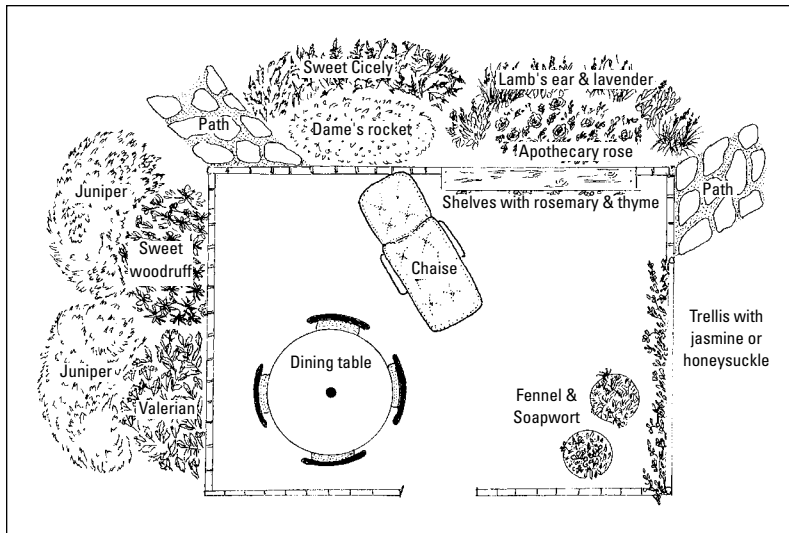 Sweet Cicely
Lamb's ear & lavender
Path
Dame's rocket
Apothecary rose
Juniper
Path
Shelves with rosemary & thyme
Sweet
woodruff
Chaise
Trellis with
jasmine or
honeysuckle
Dining table
Juniper
Fennel &
Soapwort
Valerian